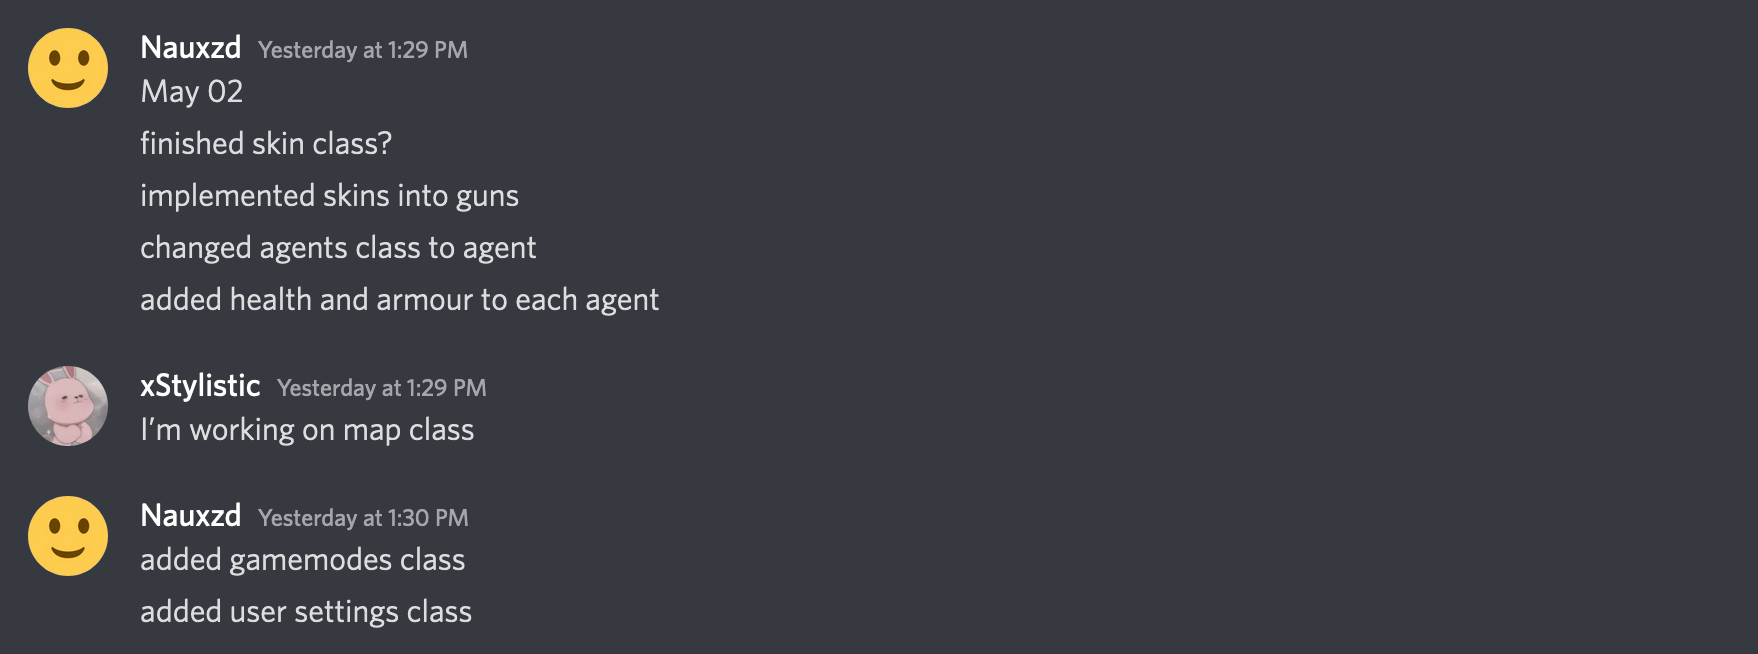 Nauxzd Yesterday at 1:29 PM
May 02
finished skin class?
implemented skins into guns
changed agents class to agent
added health and armour to each agent
xStylistic Yesterday at 1:29 PM
I'm working on map class
Nauxzd Yesterday at 1:30 PM
added gamemodes class
added user settings class